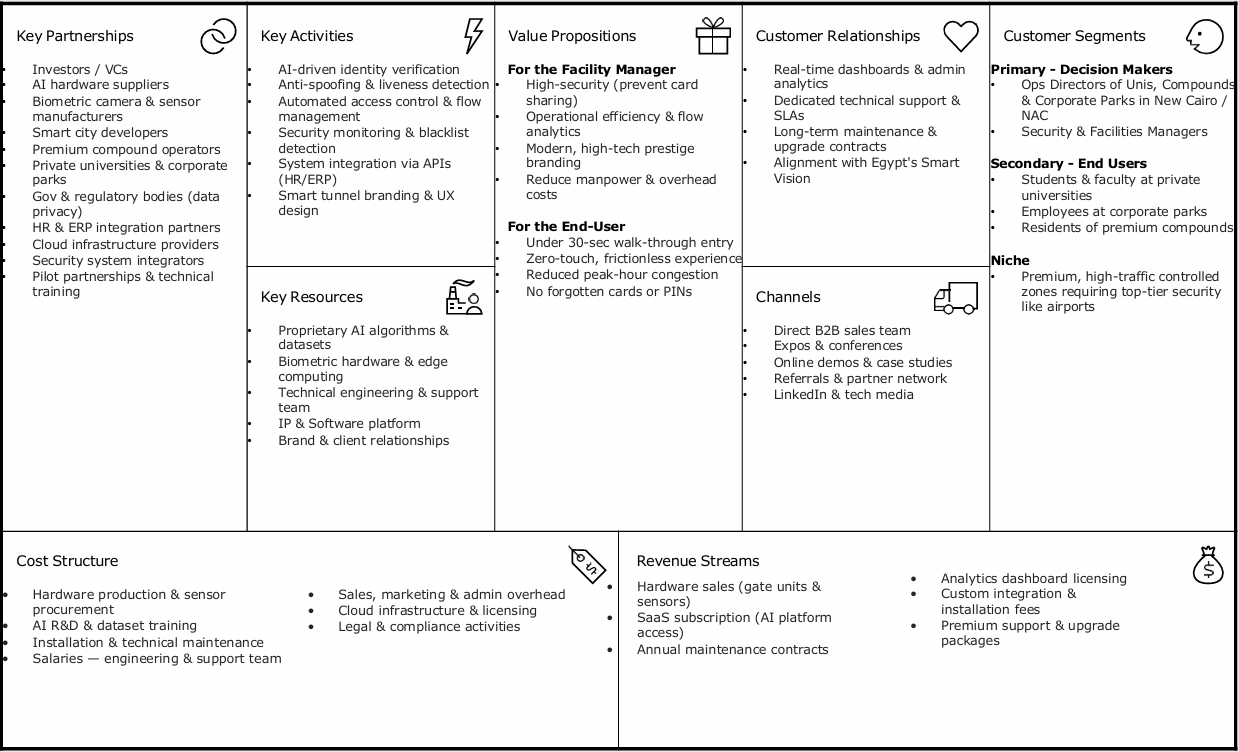 Key Partnerships
• Investors / VCs
• AI hardware suppliers
• Biometric camera & sensor
manufacturers
• Smart city developers
• Premium compound operators
• Private universities & corporate
parks
• Gov & regulatory bodies (data
privacy)
• HR & ERP integration partners
• Cloud infrastructure providers
• Security system integrators
• Pilot partnerships & technical
training
Key Activities
• AI-driven identity verification
• Anti-spoofing & liveness detection
• Automated access control & flow
management
• Security monitoring & blacklist
detection
• System integration via APIs
(HR/ERP)
• Smart tunnel branding & UX
design
Key Resources
• Proprietary AI algorithms &
datasets
• Biometric hardware & edge
computing
• Technical engineering & support
team
• IP & Software platform
• Brand & client relationships
Value Propositions
For the Facility Manager
• High-security (prevent card
sharing)
• Operational efficiency & flow
analytics
• Modern, high-tech prestige
branding
• Reduce manpower & overhead
costs
For the End-User
• Under 30-sec walk-through entry
• Zero-touch, frictionless experience
• Reduced peak-hour congestion
• No forgotten cards or PINs
Customer Relationships
• Real-time dashboards & admin
analytics
• Dedicated technical support &
SLAs
• Long-term maintenance &
upgrade contracts
• Alignment with Egypt's Smart
Vision
Channels
• Direct B2B sales team
• Expos & conferences
• Online demos & case studies
• Referrals & partner network
• LinkedIn & tech media
Customer Segments
Primary - Decision Makers
• Ops Directors of Unis, Compounds
& Corporate Parks in New Cairo /
NAC
• Security & Facilities Managers
Secondary - End Users
• Students & faculty at private
universities
• Employees at corporate parks
• Residents of premium compounds
Niche
• Premium, high-traffic controlled
zones requiring top-tier security
like airports
Cost Structure
• Hardware production & sensor
procurement
• AI R&D & dataset training
• Installation & technical maintenance
• Salaries — engineering & support team
• Sales, marketing & admin overhead
• Cloud infrastructure & licensing
• Legal & compliance activities
$
Revenue Streams
• Hardware sales (gate units &
sensors)
• SaaS subscription (AI platform
access)
• Annual maintenance contracts
• Analytics dashboard licensing
• Custom integration &
installation fees
• Premium support & upgrade
packages
$